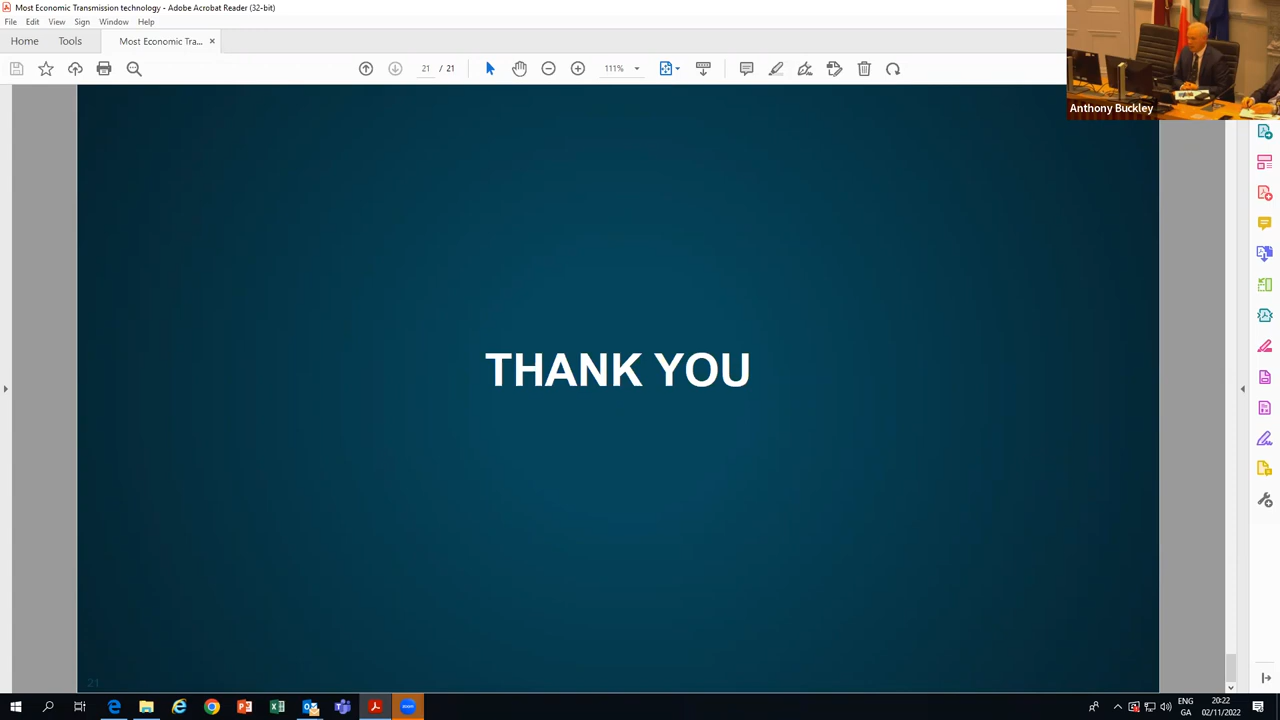 Most Economic Transmission technology - Adobe Acrobat Reader (32-bit)
File Edit View Sign Window Help
Home Tools Most Economic Tra... ×
21 / 21 111%
Anthony Buckley
THANK YOU
21
ENG 20:22
GA 02/11/2022